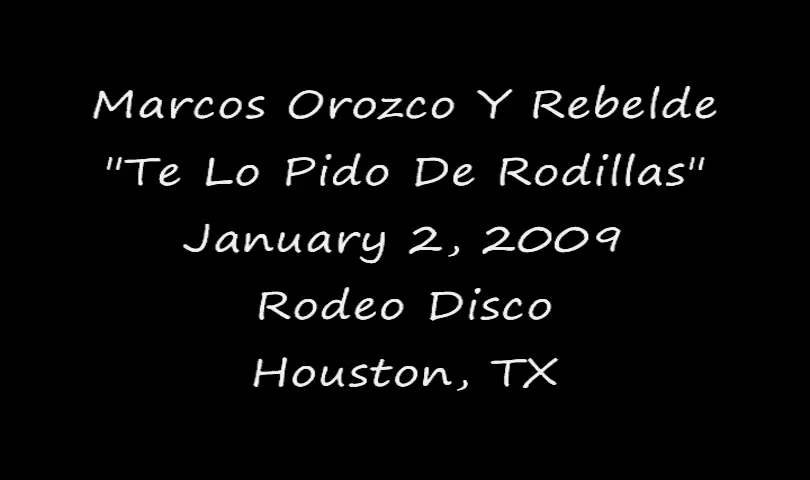 Marcos Orozco Y Rebelde
"Te Lo Pido De Rodillas"
January 2, 2009
Rodeo Disco
Houston, TX